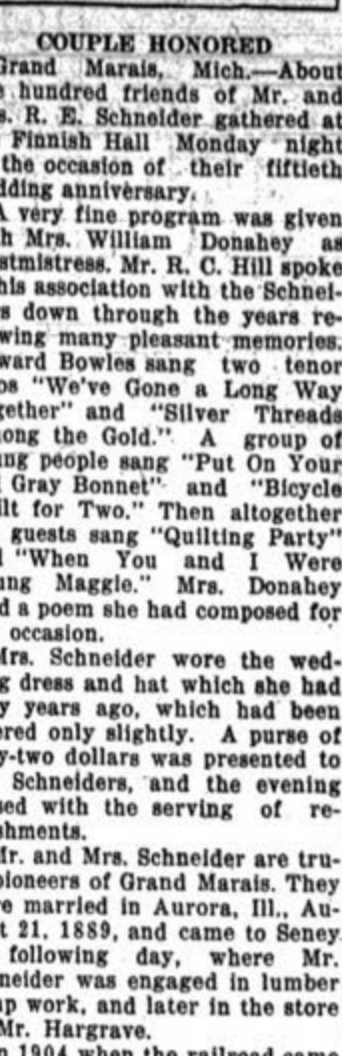 COUPLE HONORED
Grand Marais, Mich.—About
hundred friends of Mr. and
s. R. E. Schneider gathered at
Finnish Hall Monday night
the occasion of their fiftieth
dding anniversary.
A very fine program was given
h Mrs. William Donahey as
stmistress. Mr. R. C. Hill spoke
his association with the Schnei-
s down through the years re-
wing many pleasant memories.
ward Bowles sang two tenor
os "We've Gone a Long Way
gether" and "Silver Threads
ong the Gold." A group of
ung people sang "Put On Your
Gray Bonnet" and "Bicycle
ilt for Two." Then altogether
guests sang "Quilting Party"
"When You and I Were
ung Maggie." Mrs. Donahey
d a poem she had composed for
occasion.
Mrs. Schneider wore the wed-
g dress and hat which she had
y years ago, which had been
ered only slightly. A purse of
y-two dollars was presented to
Schneiders, and the evening
sed with the serving of re-
shments.
Mr. and Mrs. Schneider are tru-
pioneers of Grand Marais. They
e married in Aurora, Ill., Au-
t 21, 1889, and came to Seney
following day, where Mr.
neider was engaged in lumber
mp work, and later in the store
Mr. Hargrave.
n 1904 when the railroad came